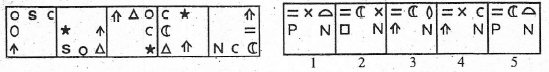 ○ S C ⇑ △ ○ C ★ ⇑ = × ⌓ = ℂ × = ℂ ◊ = × C = ℂ ⌓
○ ★ ↑ C ℂ = P N □ N ⇑ N ⇑ N P N
↑ S ○ △ ★ △ ⇑ N C ℂ
1 2 3 4 5